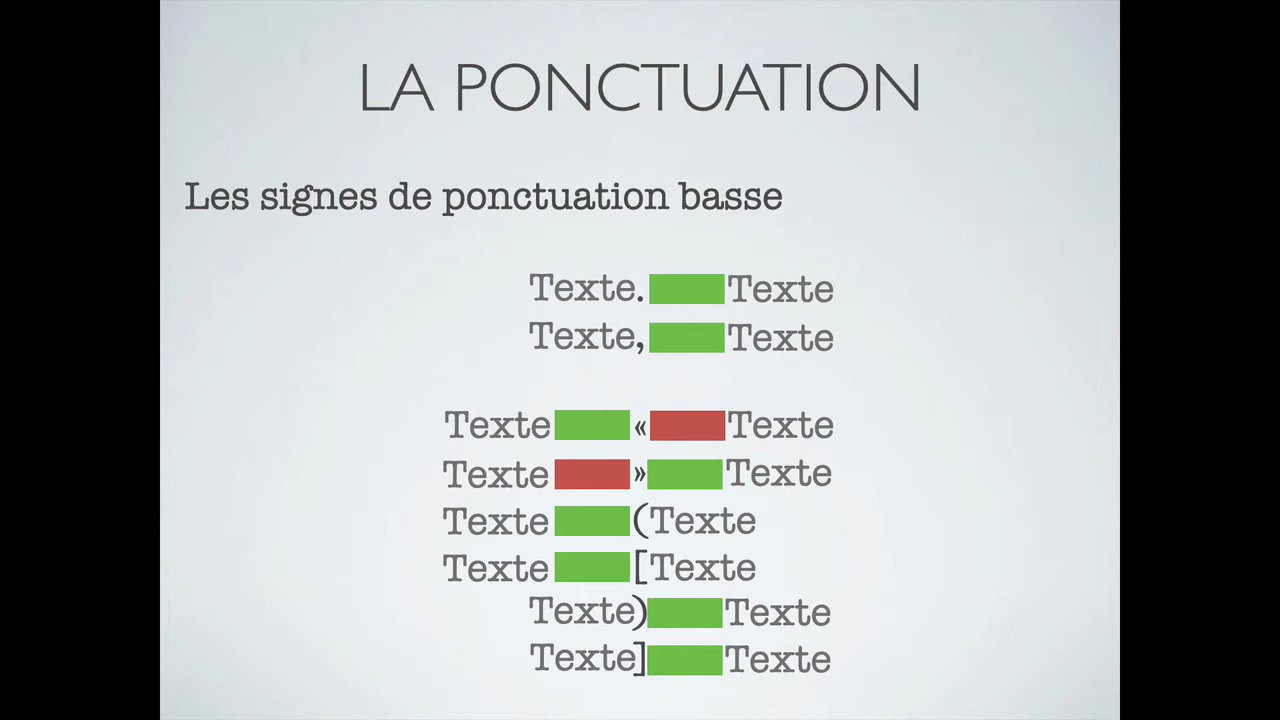 LA PONCTUATION
Les signes de ponctuation basse
Texte. Texte
Texte, Texte
Texte « Texte
Texte » Texte
Texte (Texte
Texte [Texte
Texte) Texte
Texte] Texte